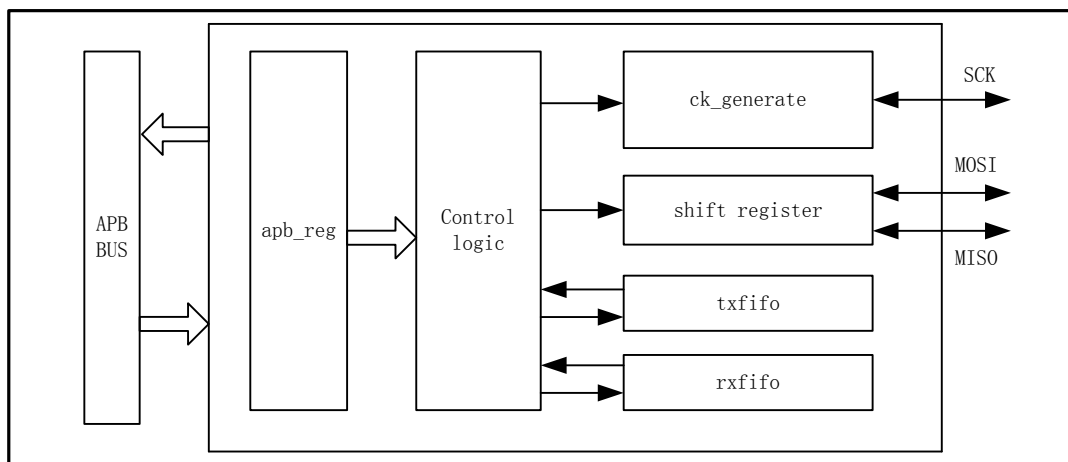 APB
BUS
apb_reg
Control
logic
ck_generate
shift register
txfifo
rxfifo
SCK
MOSI
MISO